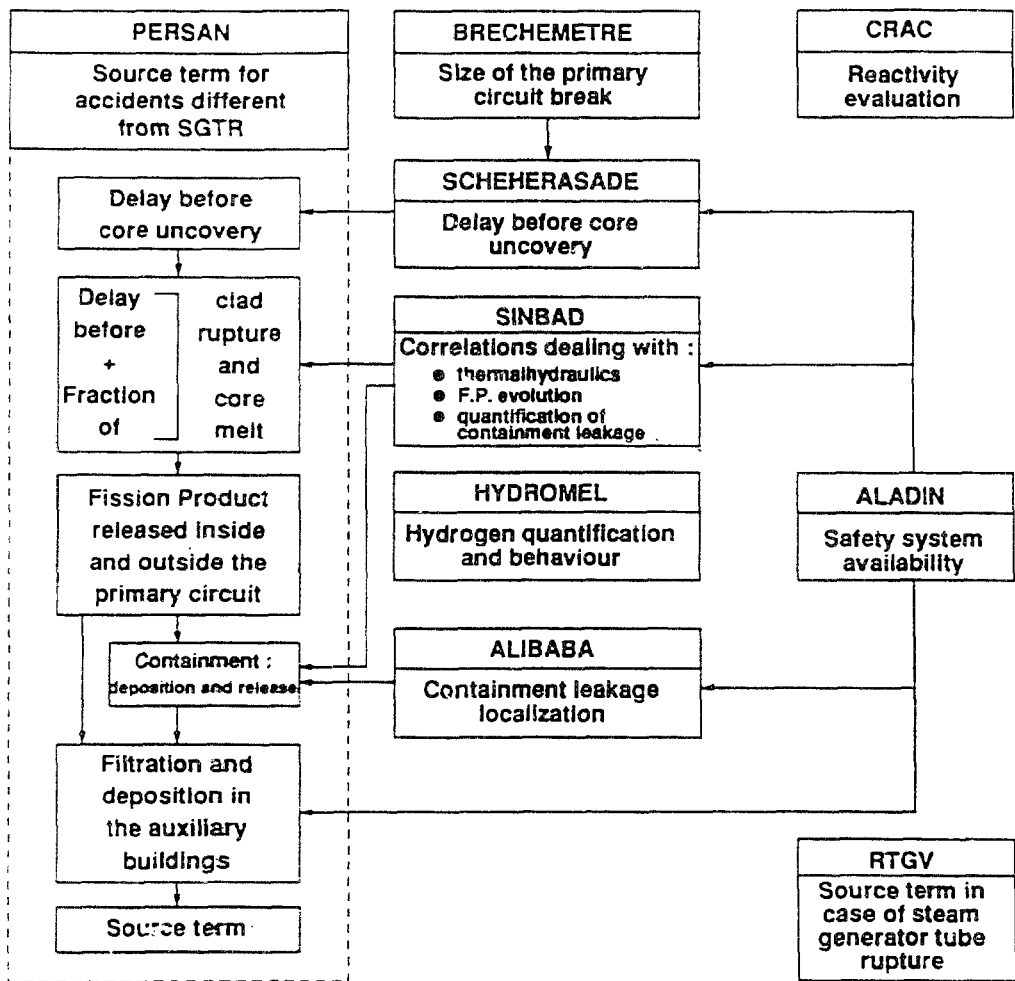 PERSAN
Source term for
accidents different
from SGTR
Delay before
core uncovery
Delay
before
+
Fraction
of
clad
rupture
and
core
melt
Fission Product
released inside
and outside the
primary circuit
Containment :
deposition and release
Filtration and
deposition in
the auxiliary
buildings
Source term
BRECHEMETRE
Size of the primary
circuit break
SCHEHERASADE
Delay before core
uncovery
SINBAD
Correlations dealing with :
● thermalhydraulics
● F.P. evolution
● quantification of
containment leakage
HYDROMEL
Hydrogen quantification
and behaviour
ALIBABA
Containment leakage
localization
CRAC
Reactivity
evaluation
ALADIN
Safety system
availability
RTGV
Source term in
case of steam
generator tube
rupture